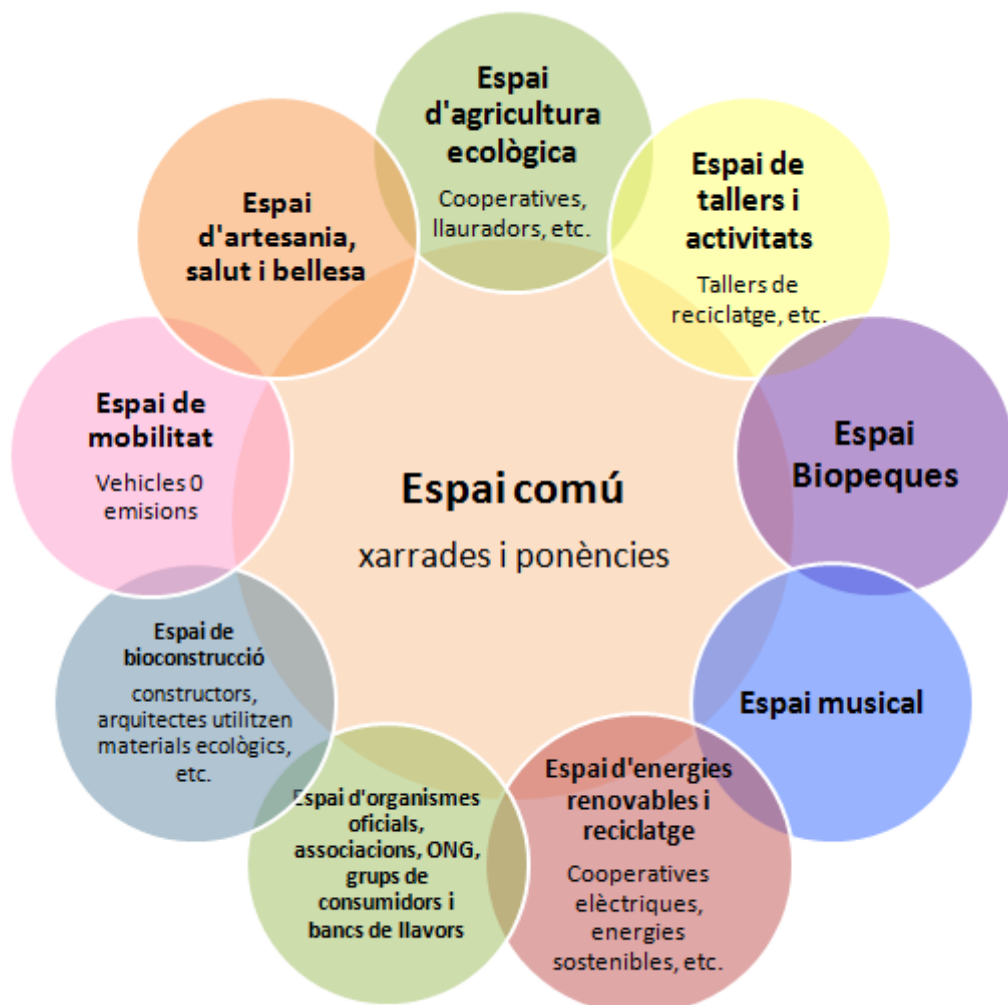 Espai
d'agricultura
ecològica
Cooperatives,
llauradors, etc.
Espai de
tallers i
activitats
Tallers de
reciclatge, etc.
Espai
Biopeques
Espai musical
Espai d'energies
renovables i
reciclatge
Cooperatives
elèctriques,
energies
sostenibles, etc.
Espai d'organismes
oficials,
associacions, ONG,
grups de
consumidors i
bancs de llavors
Espai de
bioconstrucció
constructors,
arquitectes utilitzen
materials ecològics,
etc.
Espai de
mobilitat
Vehicles 0
emisions
Espai
d'artesania,
salut i bellesa
Espai comú
xarrades i ponències